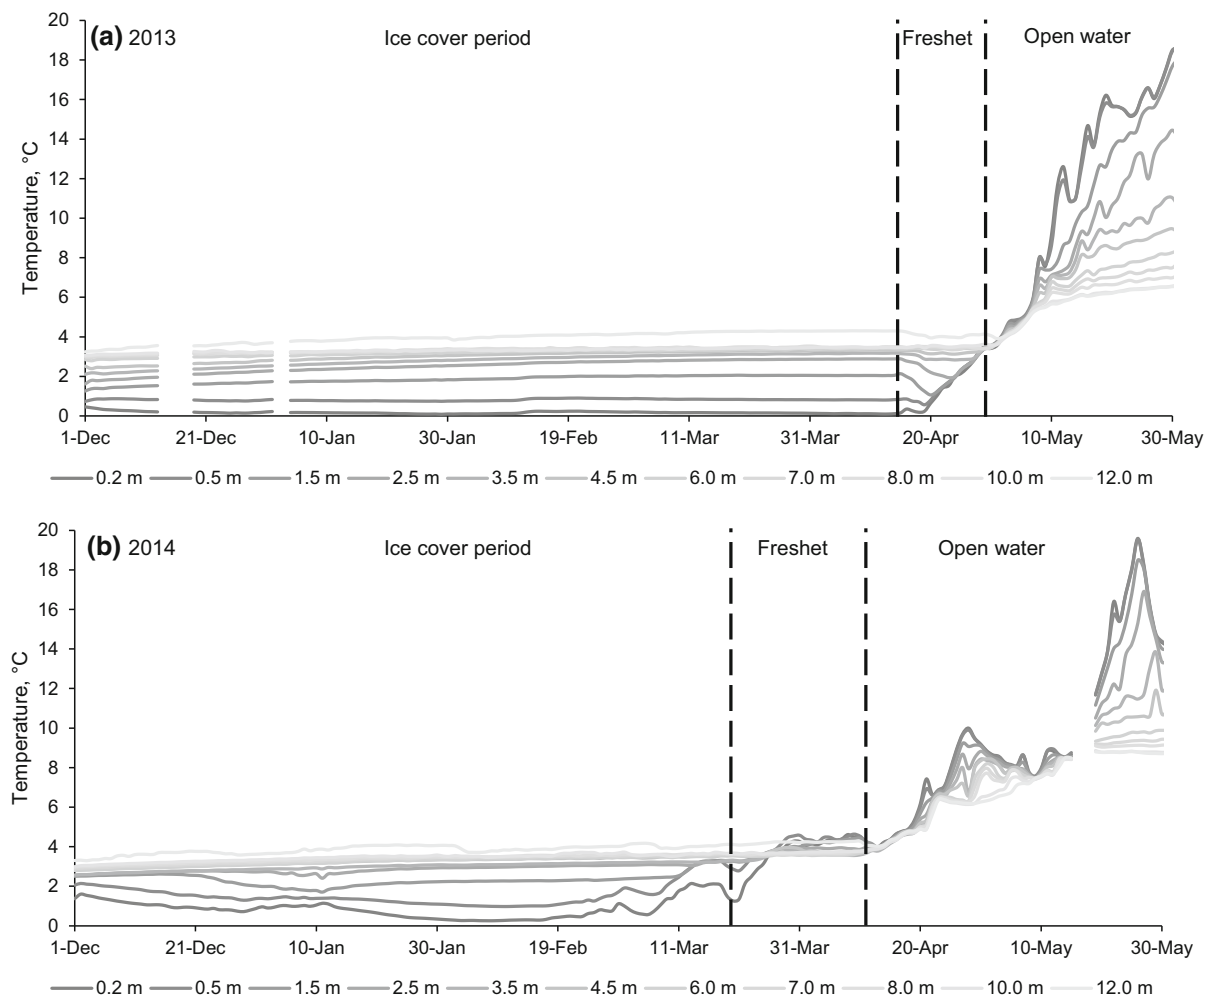 (a) 2013
Ice cover period
Freshet
Open water
Temperature, °C
20
18
16
14
12
10
8
6
4
2
0
1-Dec 21-Dec 10-Jan 30-Jan 19-Feb 11-Mar 31-Mar 20-Apr 10-May 30-May
0.2 m 0.5 m 1.5 m 2.5 m 3.5 m 4.5 m 6.0 m 7.0 m 8.0 m 10.0 m 12.0 m
(b) 2014
Ice cover period
Freshet
Open water
Temperature, °C
20
18
16
14
12
10
8
6
4
2
0
1-Dec 21-Dec 10-Jan 30-Jan 19-Feb 11-Mar 31-Mar 20-Apr 10-May 30-May
0.2 m 0.5 m 1.5 m 2.5 m 3.5 m 4.5 m 6.0 m 7.0 m 8.0 m 10.0 m 12.0 m